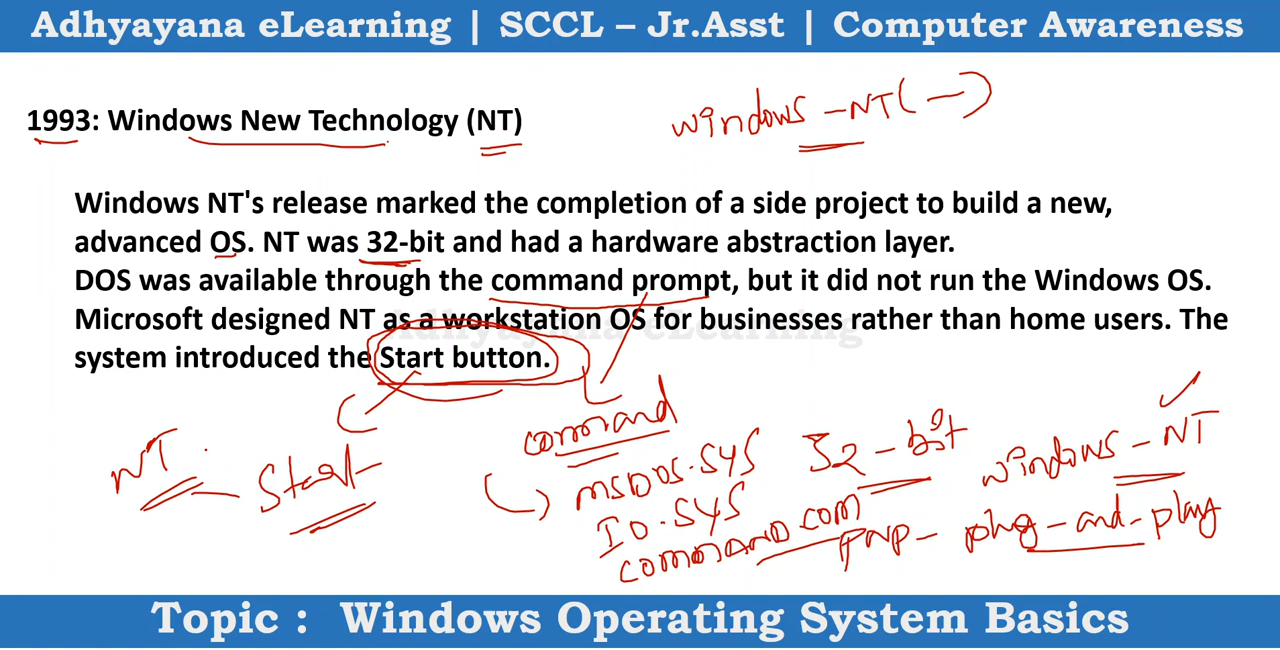 Adhyayana eLearning | SCCL – Jr.Asst | Computer Awareness
1993: Windows New Technology (NT)
windows - NT ( — )
Windows NT's release marked the completion of a side project to build a new,
advanced OS. NT was 32-bit and had a hardware abstraction layer.
DOS was available through the command prompt, but it did not run the Windows OS.
Microsoft designed NT as a workstation OS for businesses rather than home users. The
system introduced the Start button.
Adhyayana eLearning
NT - Start
command
MSDOS.SYS
IO.SYS
COMMAND.COM
32-bit
windows - NT
PNP - plug-and-play
Topic : Windows Operating System Basics